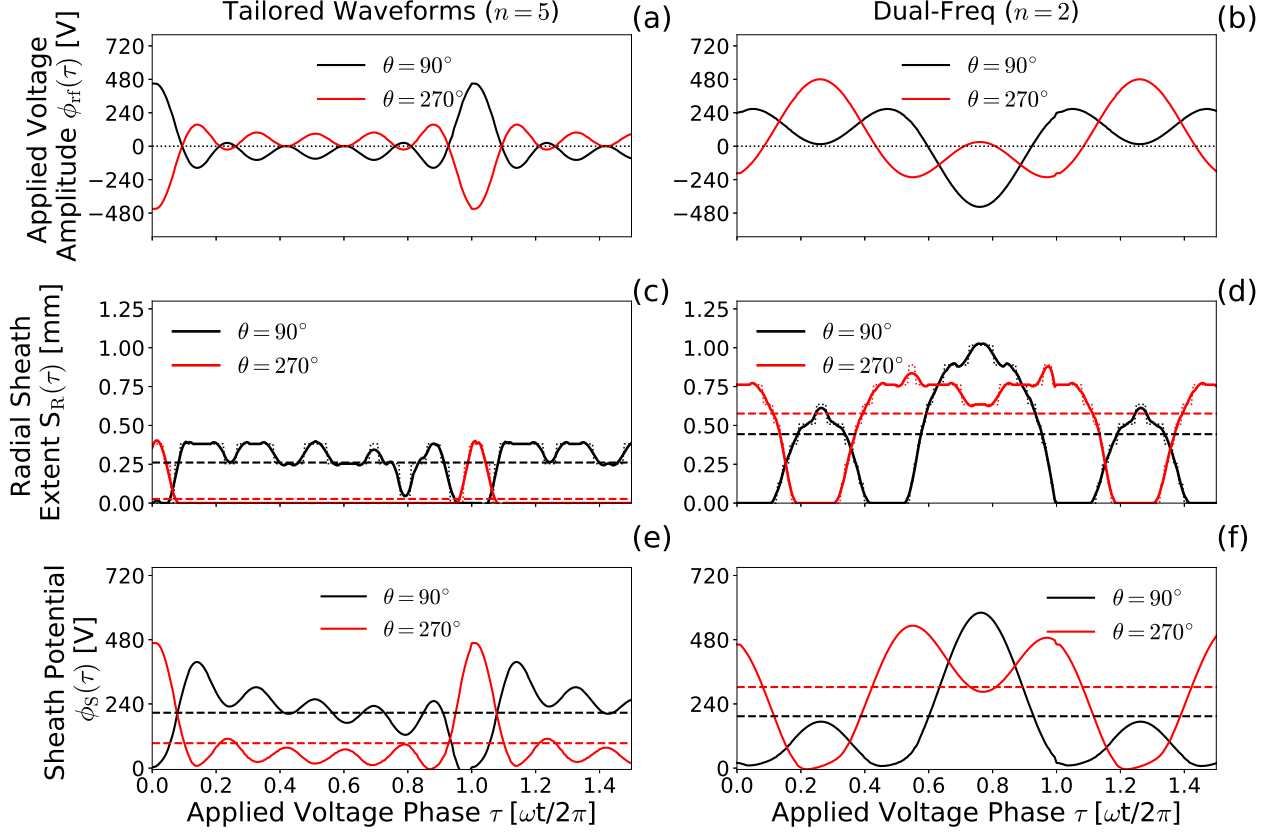 Tailored Waveforms (n = 5)
(a)
Dual-Freq (n = 2)
(b)
Applied Voltage
Amplitude ϕrf(τ) [V]
720
480
240
0
−240
−480
θ = 90°
θ = 270°
720
480
240
0
−240
−480
θ = 90°
θ = 270°
(c)
(d)
Radial Sheath
Extent SR(τ) [mm]
1.25
1.00
0.75
0.50
0.25
0.00
θ = 90°
θ = 270°
1.25
1.00
0.75
0.50
0.25
0.00
θ = 90°
θ = 270°
(e)
(f)
Sheath Potential
ϕS(τ) [V]
720
480
240
0
θ = 90°
θ = 270°
720
480
240
0
θ = 90°
θ = 270°
0.0 0.2 0.4 0.6 0.8 1.0 1.2 1.4
0.0 0.2 0.4 0.6 0.8 1.0 1.2 1.4
Applied Voltage Phase τ [ωt/2π]
Applied Voltage Phase τ [ωt/2π]